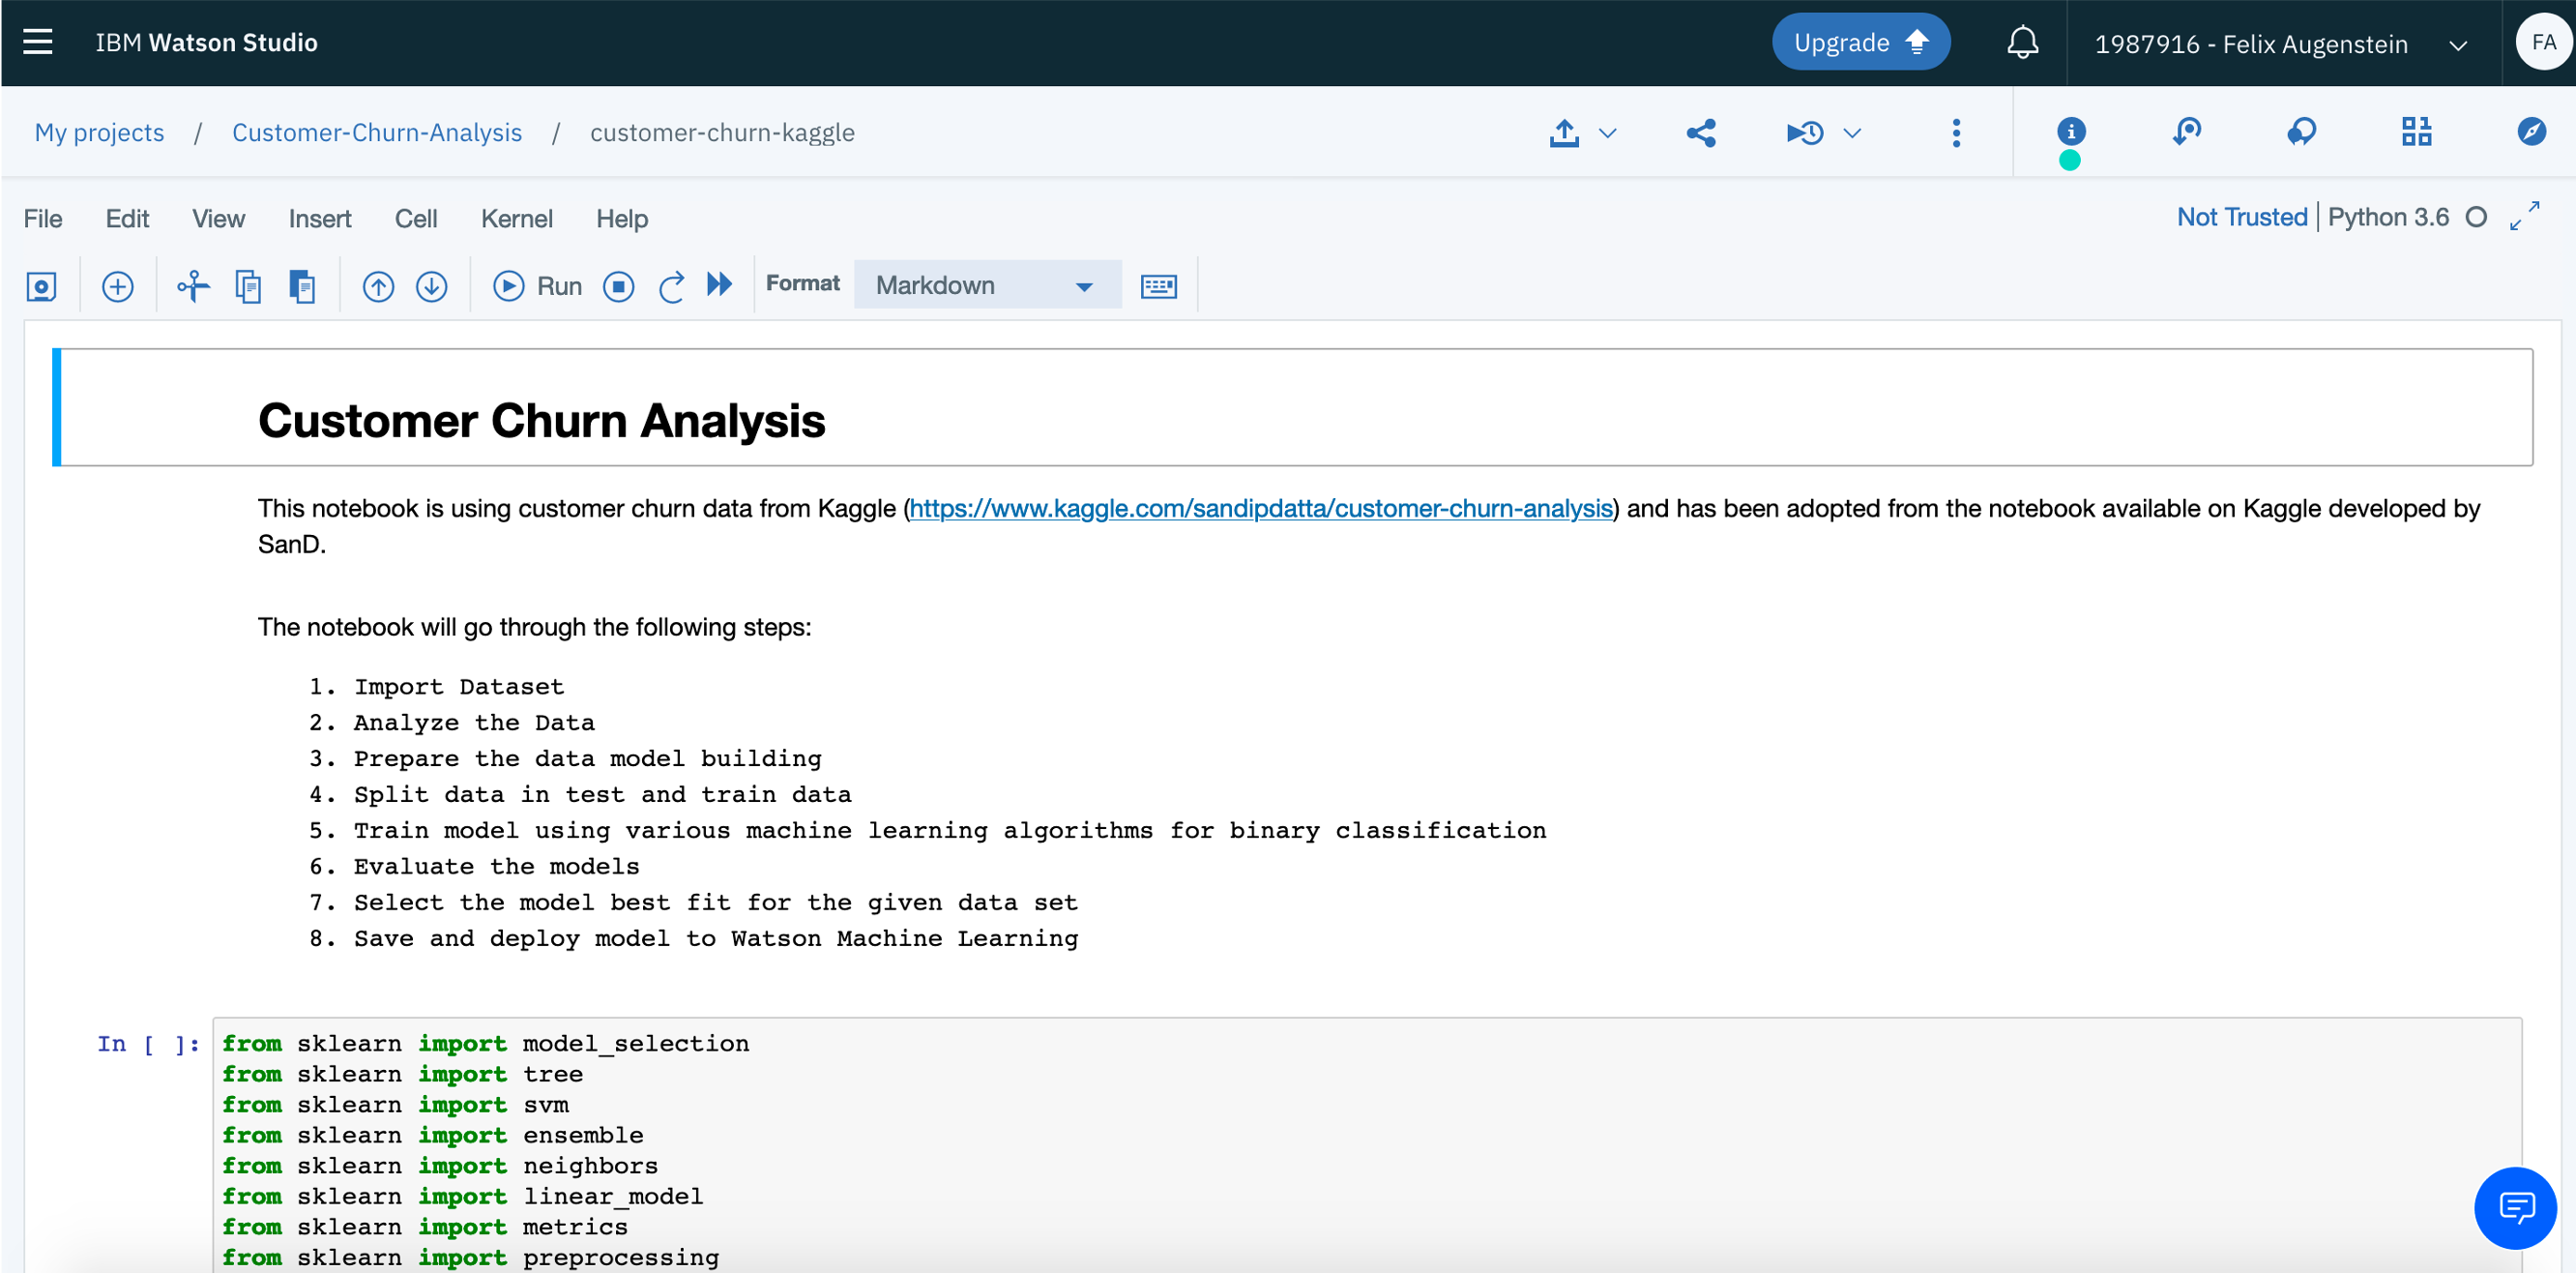 IBM Watson Studio
Upgrade
1987916 - Felix Augenstein
FA
My projects / Customer-Churn-Analysis / customer-churn-kaggle
File Edit View Insert Cell Kernel Help
Not Trusted | Python 3.6
Run
Format
Markdown
Customer Churn Analysis
This notebook is using customer churn data from Kaggle (https://www.kaggle.com/sandipdatta/customer-churn-analysis) and has been adopted from the notebook available on Kaggle developed by
SanD.
The notebook will go through the following steps:
1. Import Dataset
2. Analyze the Data
3. Prepare the data model building
4. Split data in test and train data
5. Train model using various machine learning algorithms for binary classification
6. Evaluate the models
7. Select the model best fit for the given data set
8. Save and deploy model to Watson Machine Learning
In [ ]:
from sklearn import model_selection
from sklearn import tree
from sklearn import svm
from sklearn import ensemble
from sklearn import neighbors
from sklearn import linear_model
from sklearn import metrics
from sklearn import preprocessing